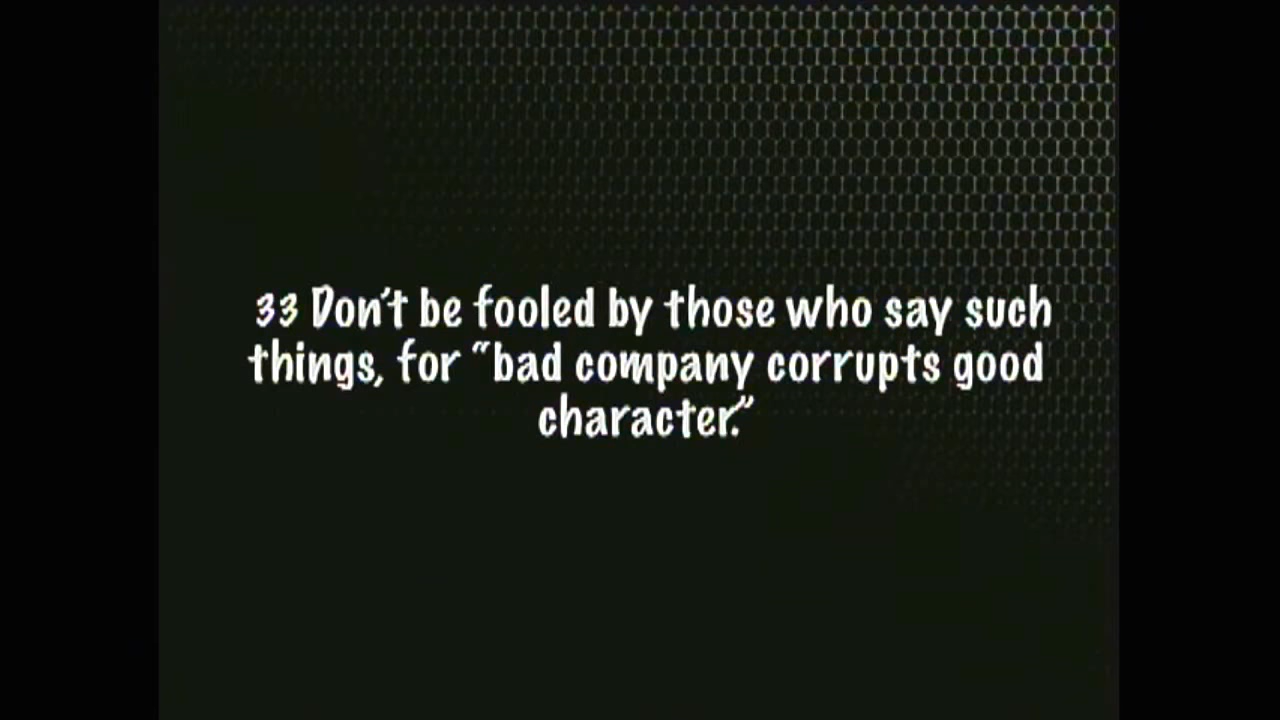 33 Don't be fooled by those who say such
things, for “bad company corrupts good
character.”